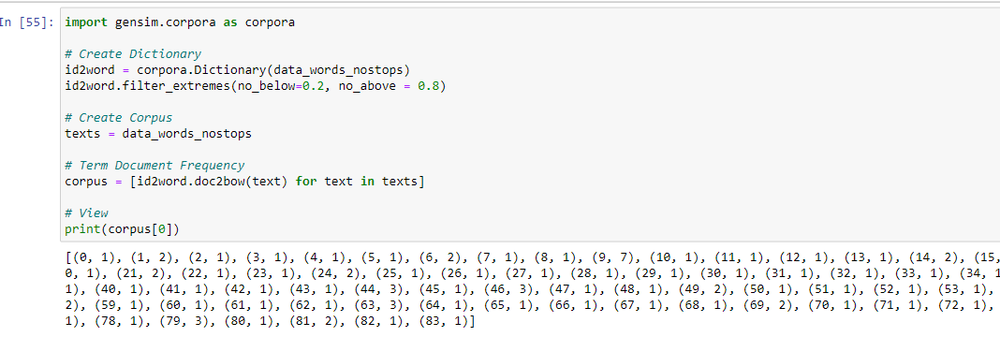 In [55]:
import gensim.corpora as corpora
# Create Dictionary
id2word = corpora.Dictionary(data_words_nostops)
id2word.filter_extremes(no_below=0.2, no_above = 0.8)
# Create Corpus
texts = data_words_nostops
# Term Document Frequency
corpus = [id2word.doc2bow(text) for text in texts]
# View
print(corpus[0])
[(0, 1), (1, 2), (2, 1), (3, 1), (4, 1), (5, 1), (6, 2), (7, 1), (8, 1), (9, 7), (10, 1), (11, 1), (12, 1), (13, 1), (14, 2), (15,
0, 1), (21, 2), (22, 1), (23, 1), (24, 2), (25, 1), (26, 1), (27, 1), (28, 1), (29, 1), (30, 1), (31, 1), (32, 1), (33, 1), (34, 1
1), (40, 1), (41, 1), (42, 1), (43, 1), (44, 3), (45, 1), (46, 3), (47, 1), (48, 1), (49, 2), (50, 1), (51, 1), (52, 1), (53, 1),
2), (59, 1), (60, 1), (61, 1), (62, 1), (63, 3), (64, 1), (65, 1), (66, 1), (67, 1), (68, 1), (69, 2), (70, 1), (71, 1), (72, 1),
1), (78, 1), (79, 3), (80, 1), (81, 2), (82, 1), (83, 1)]